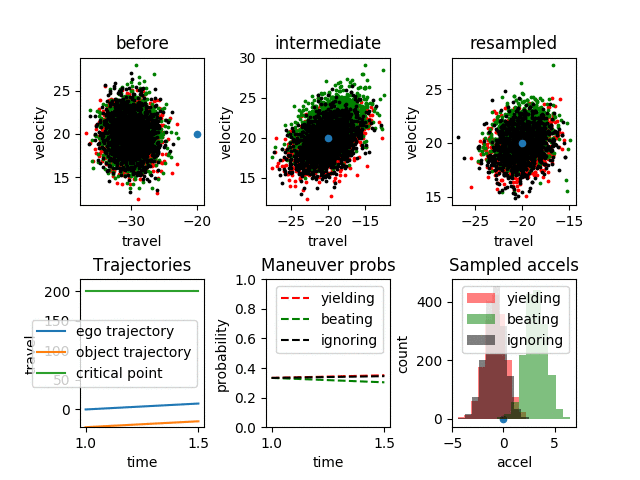 before
intermediate
resampled
velocity
25
20
15
−30
−20
travel
velocity
30
25
20
15
−25
−20
−15
travel
velocity
25
20
15
−25
−20
−15
travel
Trajectories
travel
200
150
100
50
0
ego trajectory
object trajectory
critical point
1.0
1.5
time
Maneuver probs
probability
1.0
0.8
0.6
0.4
0.2
0.0
yielding
beating
ignoring
1.0
1.5
time
Sampled accels
count
400
200
0
yielding
beating
ignoring
−5
0
5
accel